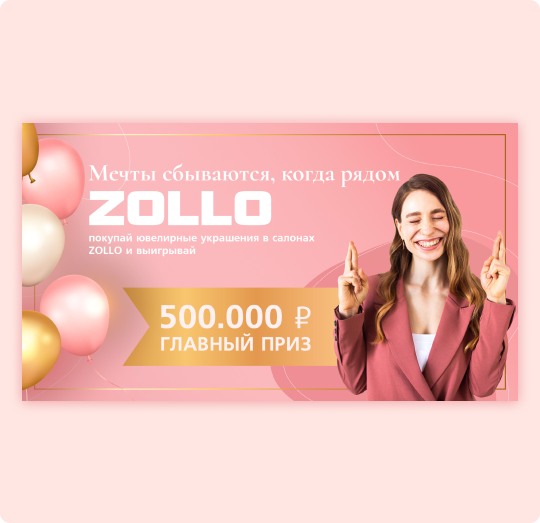 Мечты сбываются, когда рядом
ZOLLO
покупай ювелирные украшения в салонах
ZOLLO и выигрывай
500.000 ₽
ГЛАВНЫЙ ПРИЗ